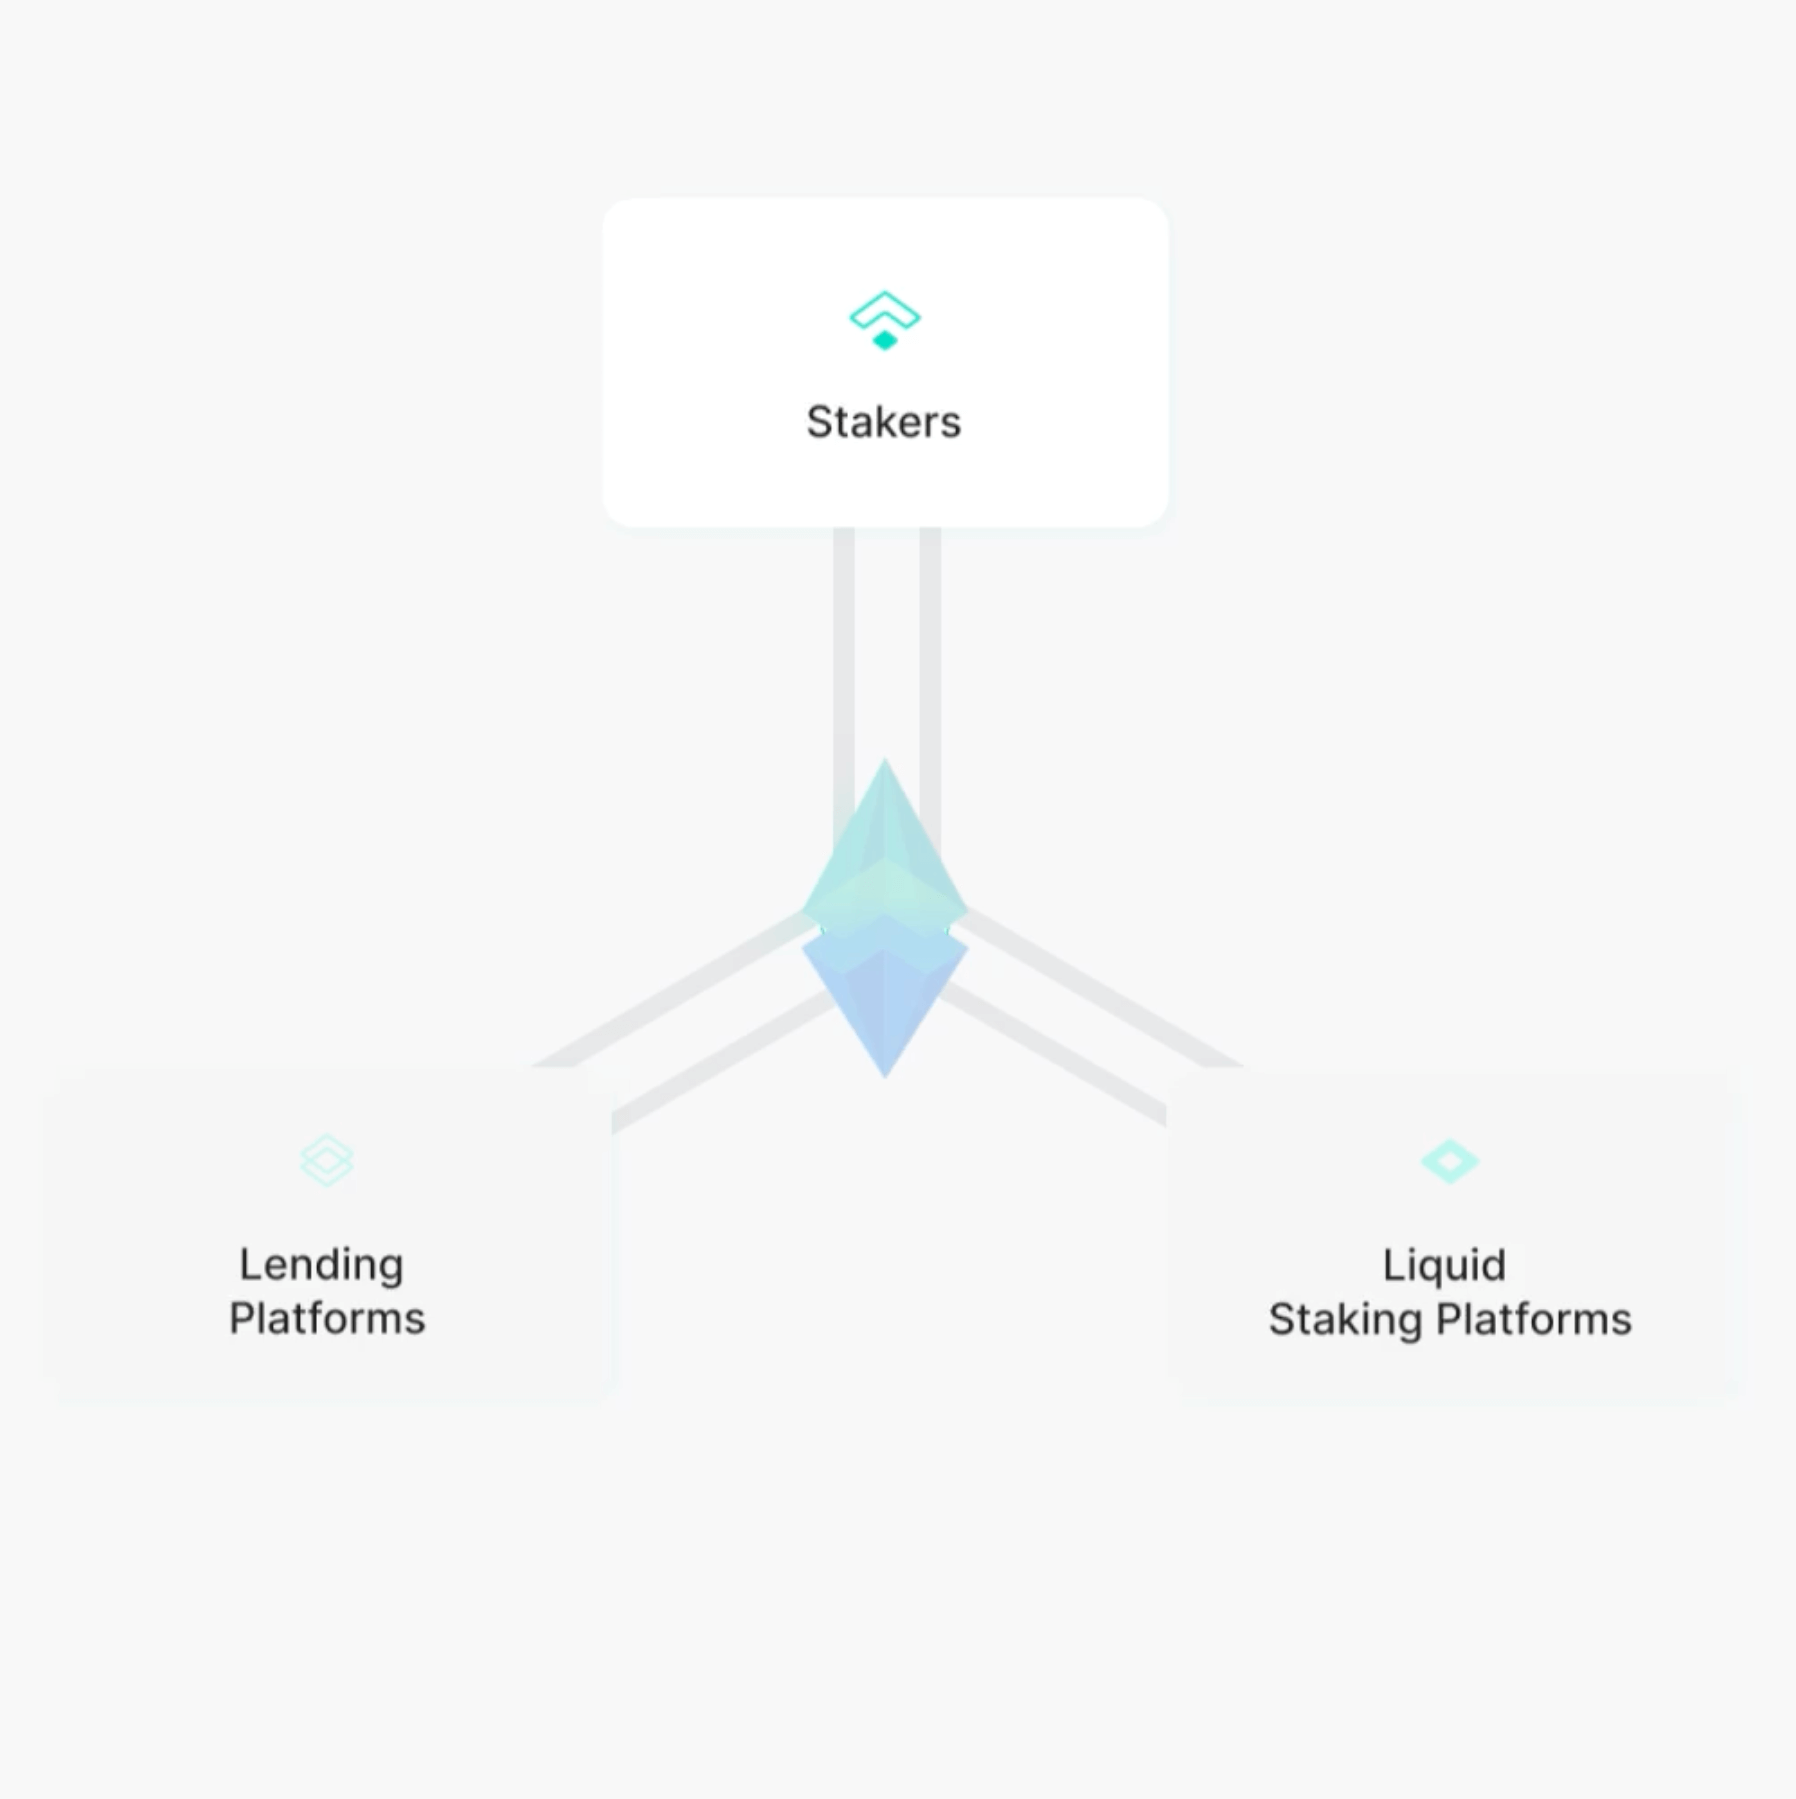 Stakers
Lending
Platforms
Liquid
Staking Platforms